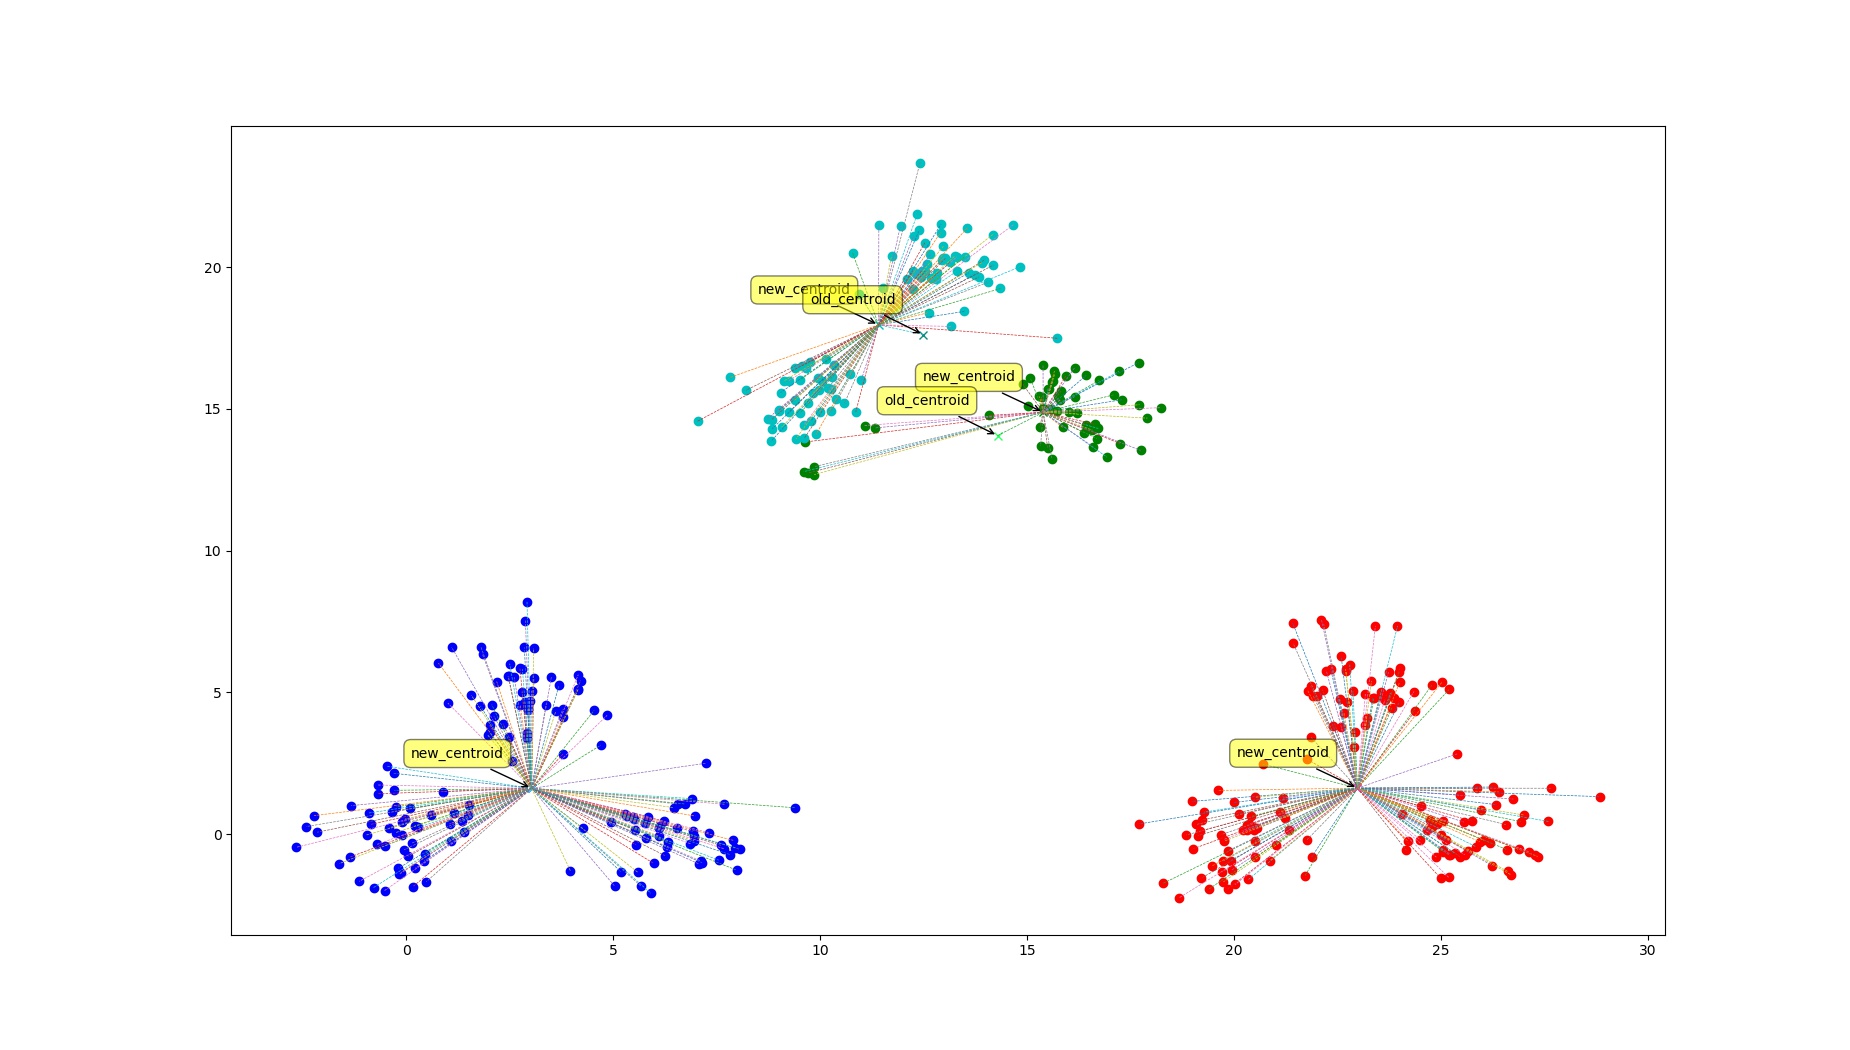 20
15
10
5
0
new_centroid
old_centroid
new_centroid
old_centroid
new_centroid
new_centroid
0 5 10 15 20 25 30